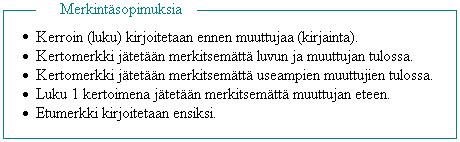 Merkintäsopimuksia
• Kerroin (luku) kirjoitetaan ennen muuttujaa (kirjainta).
• Kertomerkki jätetään merkitsemättä luvun ja muuttujan tulossa.
• Kertomerkki jätetään merkitsemättä useampien muuttujien tulossa.
• Luku 1 kertoimena jätetään merkitsemättä muuttujan eteen.
• Etumerkki kirjoitetaan ensiksi.